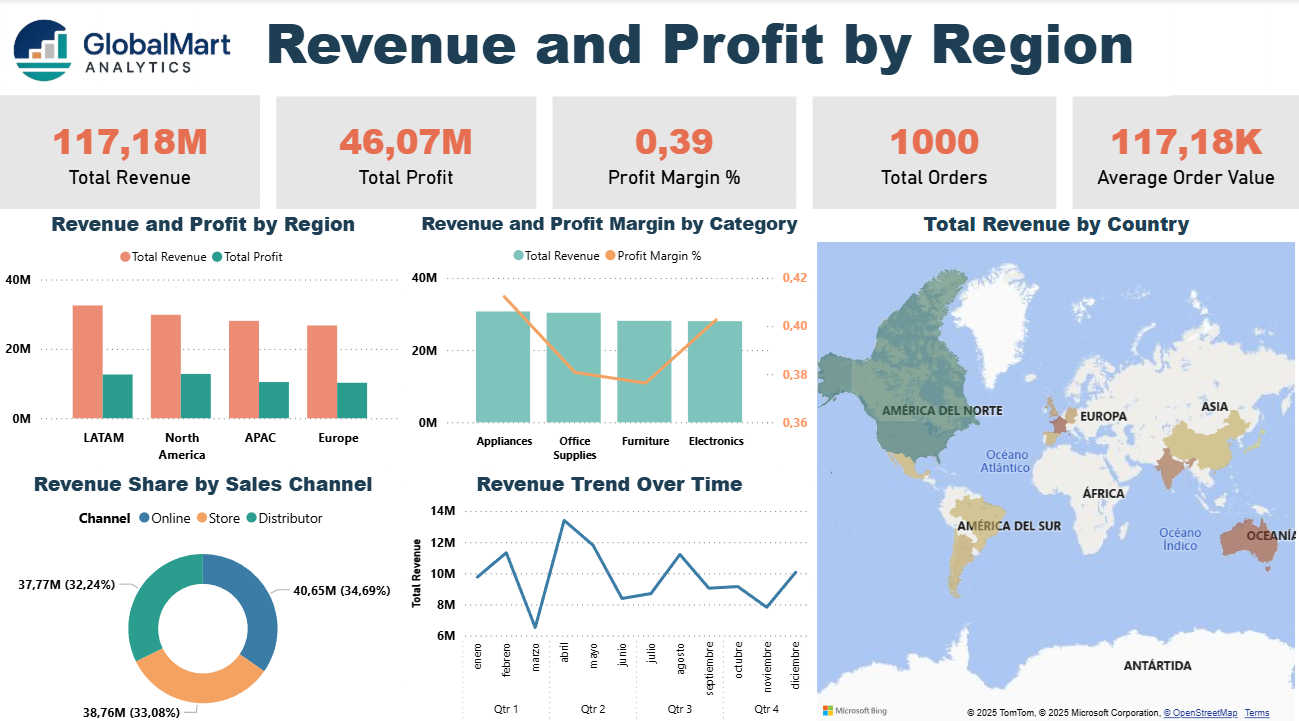 GlobalMart
ANALYTICS
Revenue and Profit by Region
117,18M
Total Revenue
46,07M
Total Profit
0,39
Profit Margin %
1000
Total Orders
117,18K
Average Order Value
Revenue and Profit by Region
Total Revenue Total Profit
40M
20M
0M
LATAM
North
America
APAC
Europe
Revenue and Profit Margin by Category
Total Revenue Profit Margin %
40M
20M
0M
0,42
0,40
0,38
0,36
Appliances
Office
Supplies
Furniture
Electronics
Total Revenue by Country
AMÉRICA DEL NORTE
EUROPA
ASIA
Océano
Atlántico
ÁFRICA
AMÉRICA DEL SUR
Océano
Índico
OCEANÍA
ANTÁRTIDA
Microsoft Bing
© 2025 TomTom, © 2025 Microsoft Corporation, © OpenStreetMap Terms
Revenue Share by Sales Channel
Channel Online Store Distributor
37,77M (32,24%)
40,65M (34,69%)
38,76M (33,08%)
Revenue Trend Over Time
Total Revenue
14M
12M
10M
8M
6M
enero
febrero
marzo
abril
mayo
junio
julio
agosto
septiembre
octubre
noviembre
diciembre
Qtr 1
Qtr 2
Qtr 3
Qtr 4